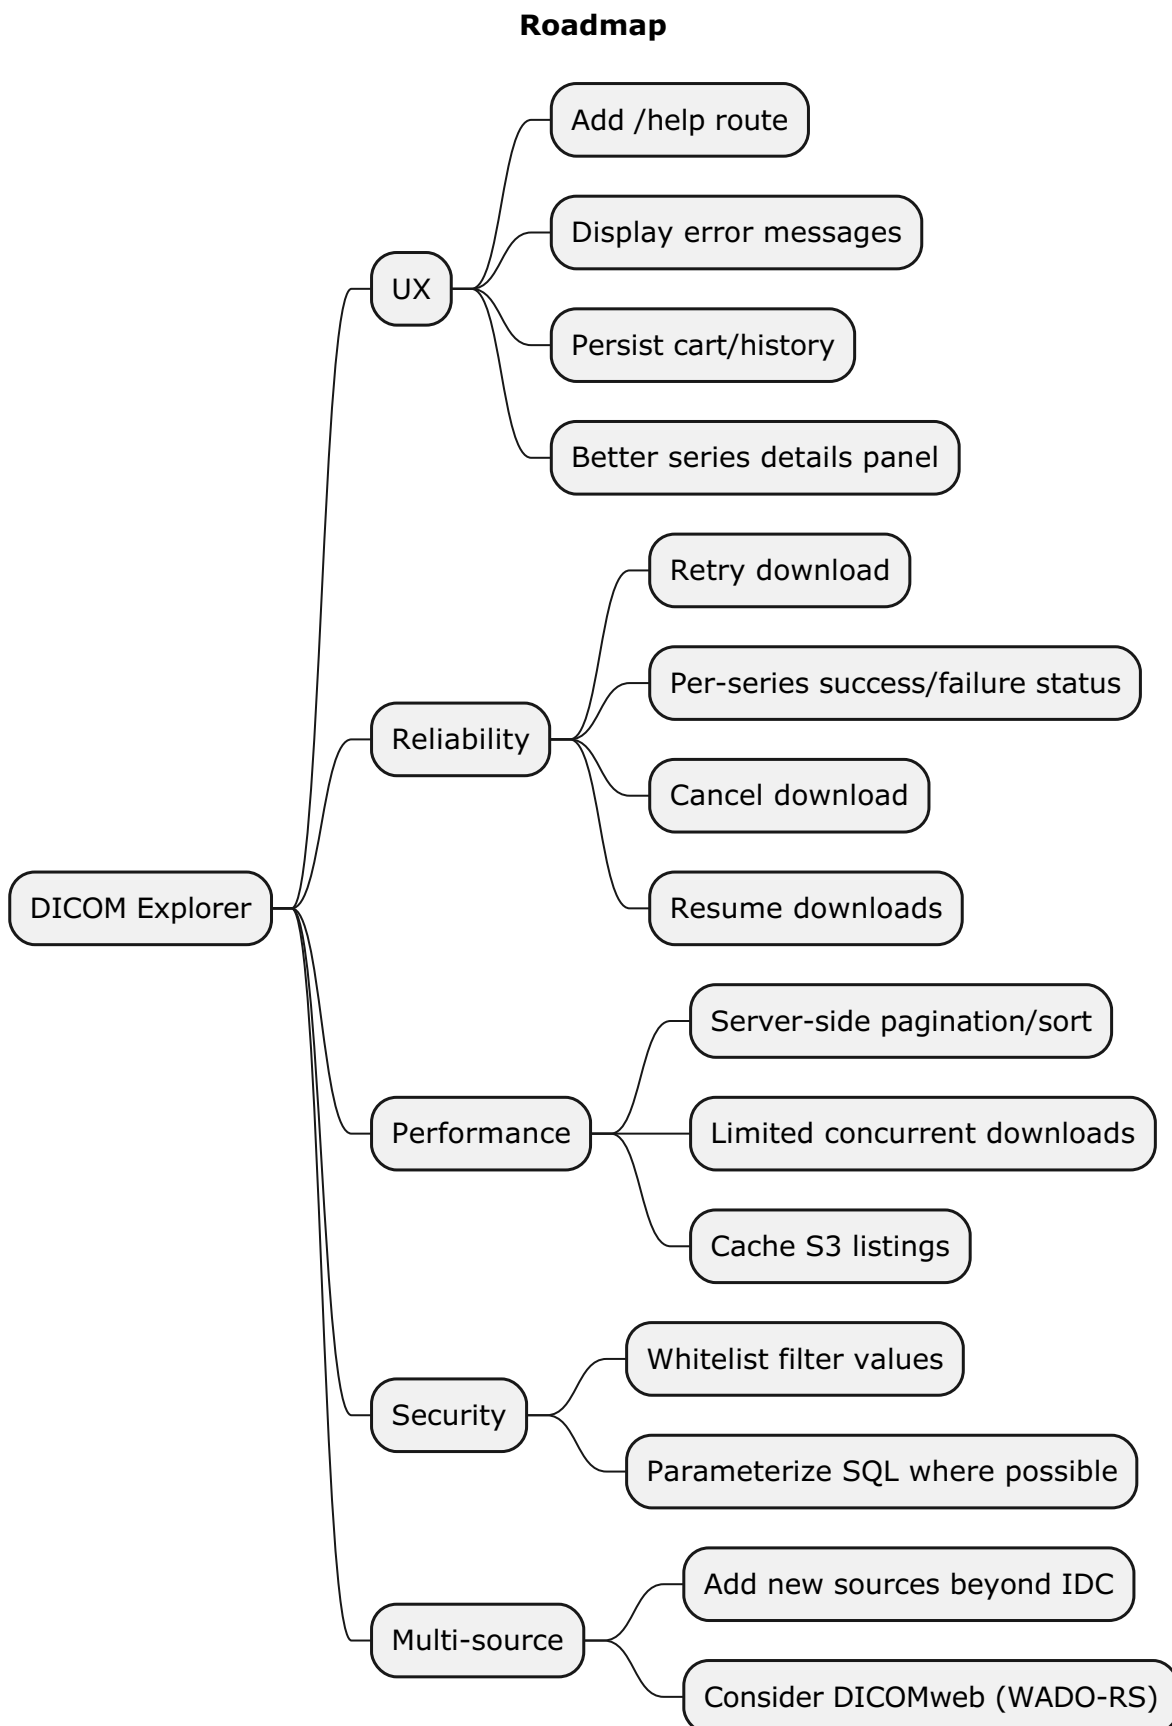 Roadmap
DICOM Explorer
UX
Add /help route
Display error messages
Persist cart/history
Better series details panel
Reliability
Retry download
Per-series success/failure status
Cancel download
Resume downloads
Performance
Server-side pagination/sort
Limited concurrent downloads
Cache S3 listings
Security
Whitelist filter values
Parameterize SQL where possible
Multi-source
Add new sources beyond IDC
Consider DICOMweb (WADO-RS)